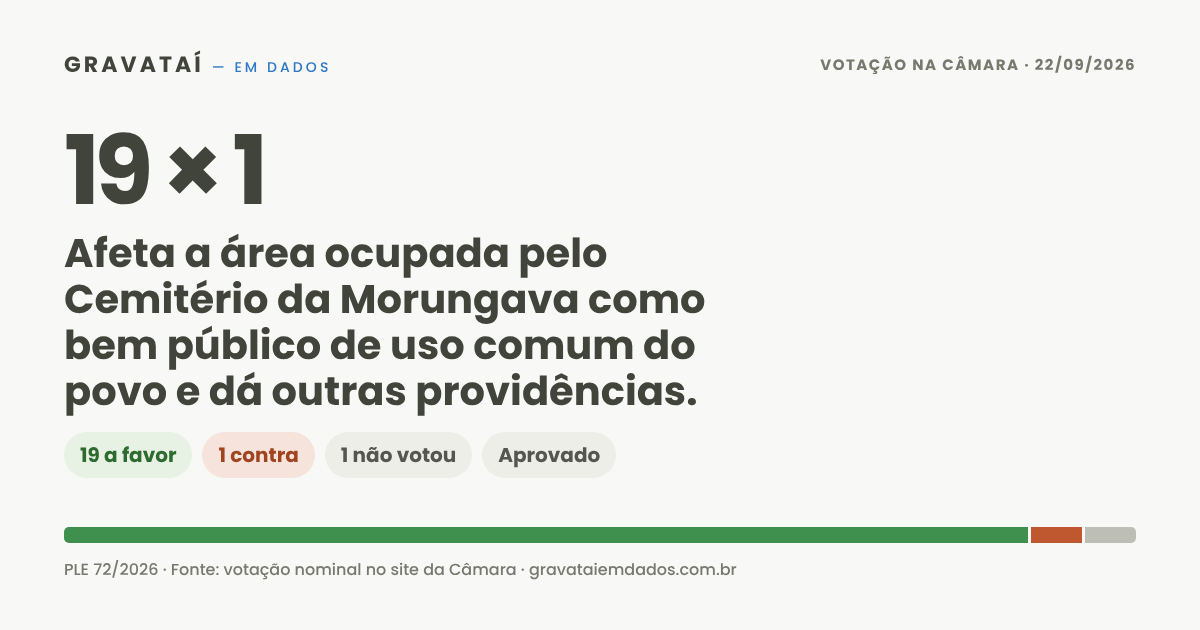 GRAVATAÍ — EM DADOS
VOTAÇÃO NA CÂMARA · 22/09/2026
19 × 1
Afeta a área ocupada pelo
Cemitério da Morungava como
bem público de uso comum do
povo e dá outras providências.
19 a favor
1 contra
1 não votou
Aprovado
PLE 72/2026 · Fonte: votação nominal no site da Câmara · gravataiemdados.com.br